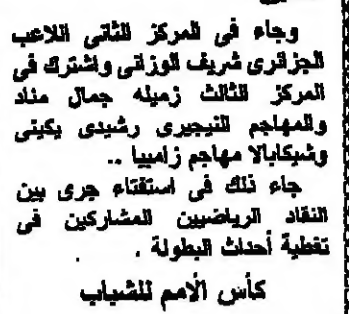 وجاء فى المركز الثانى اللاعب
الجزائرى شريف الوزانى واشترك فى
المركز الثالث زميله جمال مناد
والمهاجم النيجيرى رشيدى يكينى
وشيكابالا مهاجم زامبيا ..
جاء ذلك فى استفتاء جرى بين
النقاد الرياضيين المشاركين فى
تغطية أحداث البطولة .
كأس الأمم للشباب